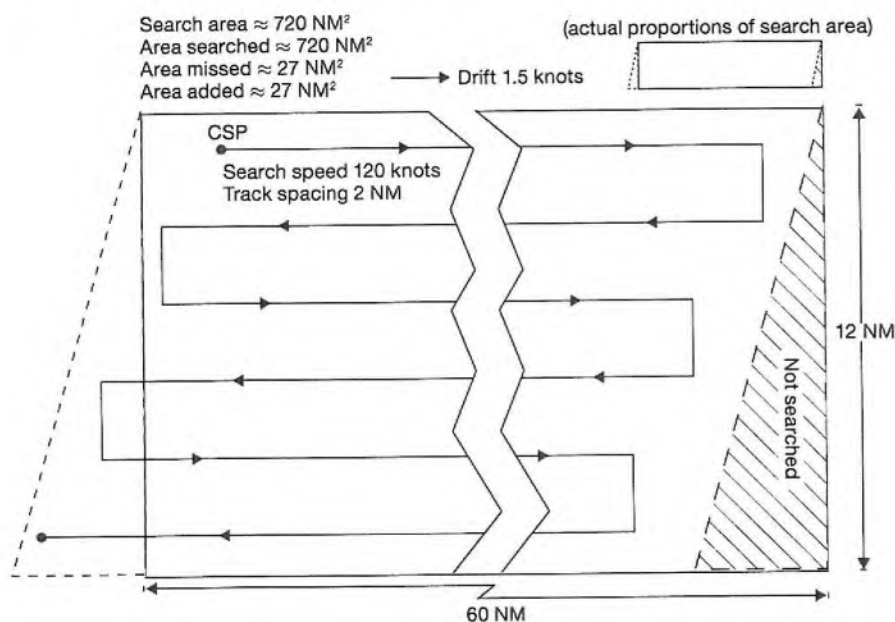 Search area ≈ 720 NM²
Area searched ≈ 720 NM²
Area missed ≈ 27 NM²
Area added ≈ 27 NM²
(actual proportions of search area)
Drift 1.5 knots
CSP
Search speed 120 knots
Track spacing 2 NM
12 NM
Not searched
60 NM